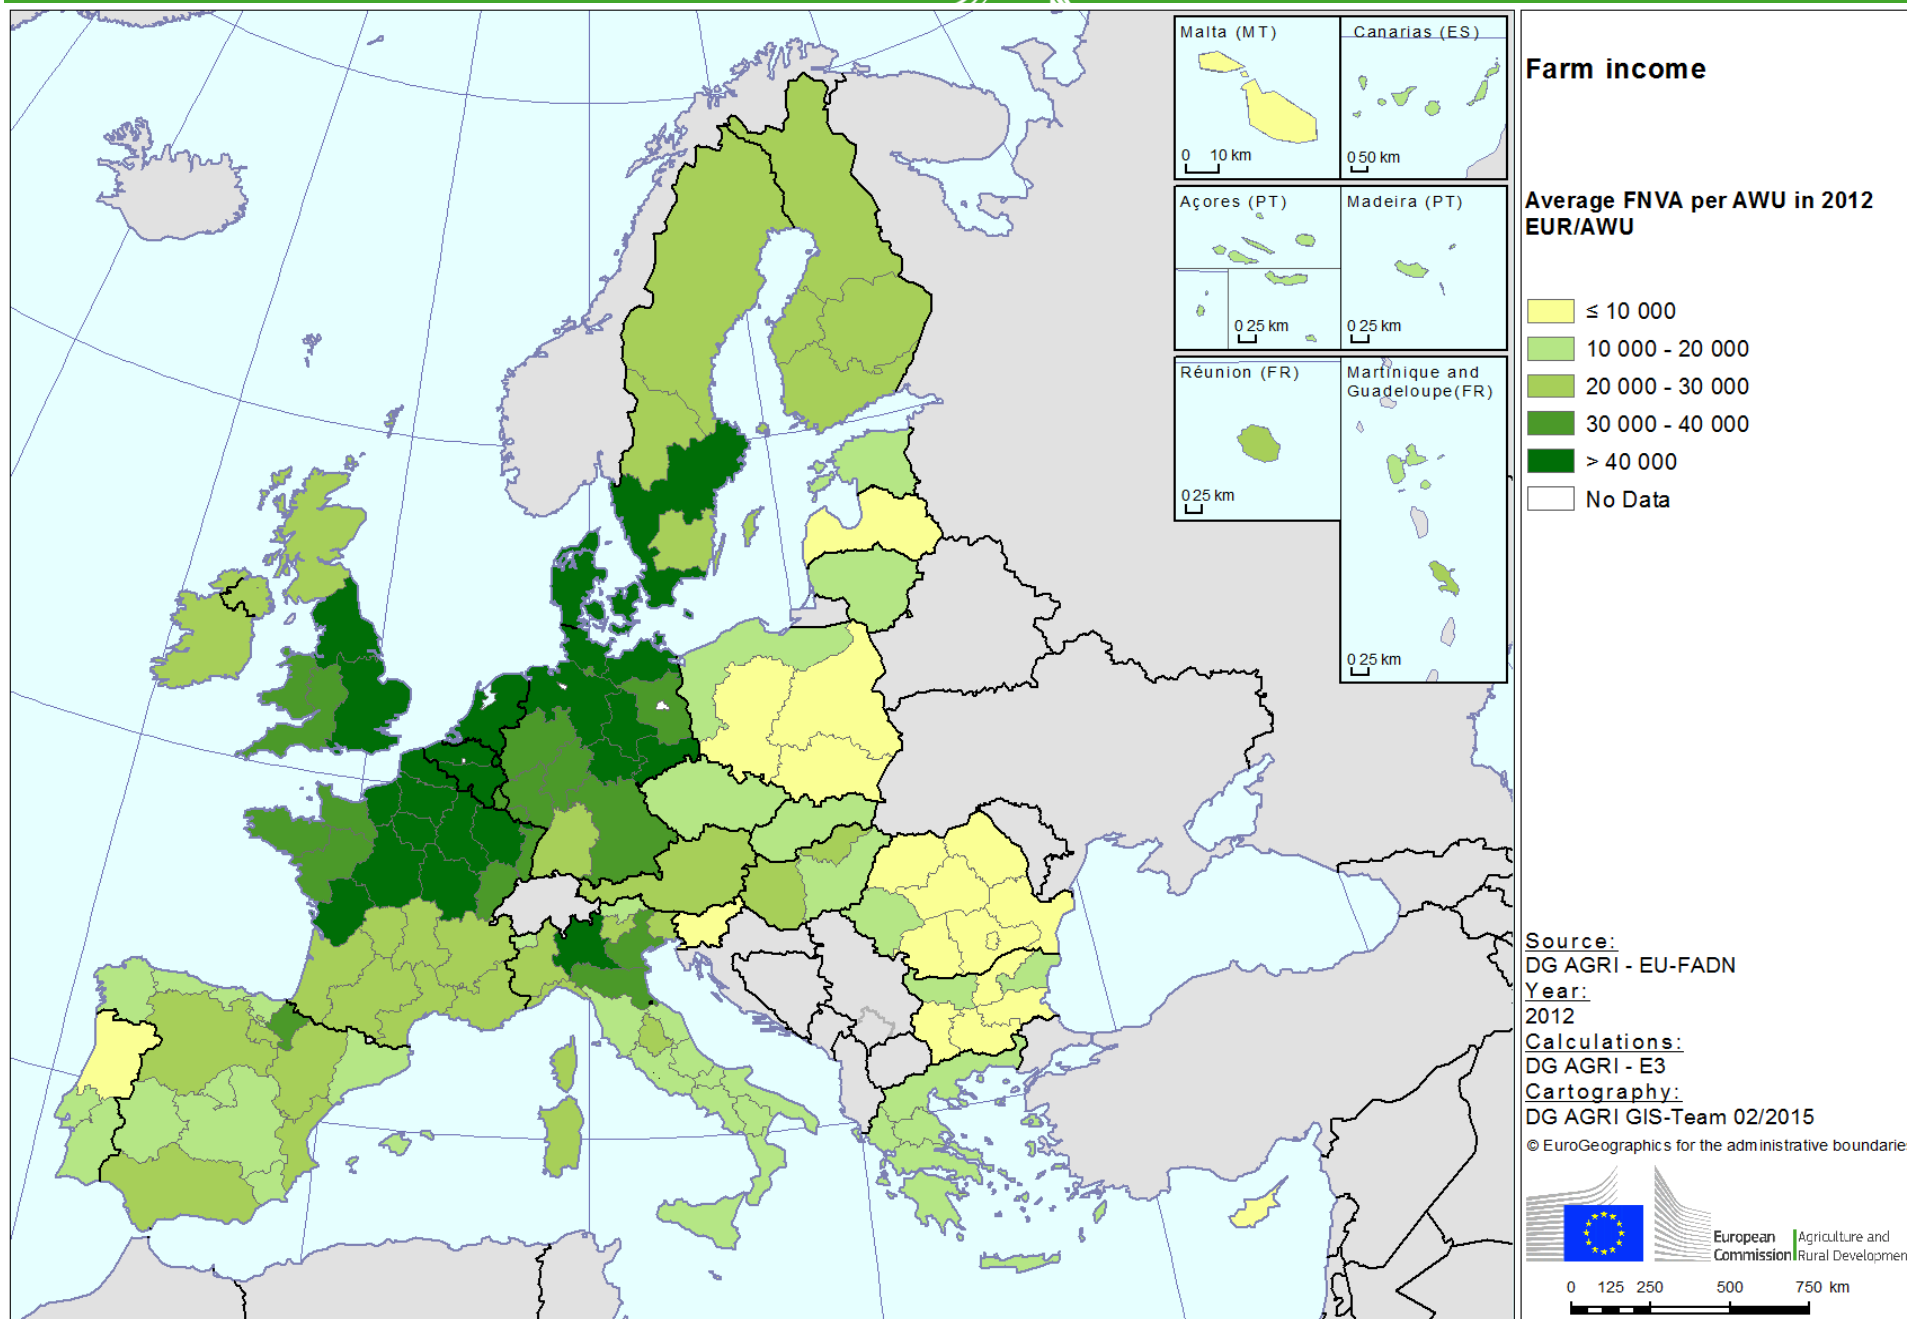 Malta (MT)
0 10 km
Canarias (ES)
0 50 km
Açores (PT)
0 25 km
Madeira (PT)
0 25 km
Réunion (FR)
0 25 km
Martinique and
Guadeloupe(FR)
0 25 km
Farm income
Average FNVA per AWU in 2012
EUR/AWU
≤ 10 000
10 000 - 20 000
20 000 - 30 000
30 000 - 40 000
> 40 000
No Data
Source:
DG AGRI - EU-FADN
Year:
2012
Calculations:
DG AGRI - E3
Cartography:
DG AGRI GIS-Team 02/2015
© EuroGeographics for the administrative boundaries
European
Commission
Agriculture and
Rural Developmen
0 125 250 500 750 km